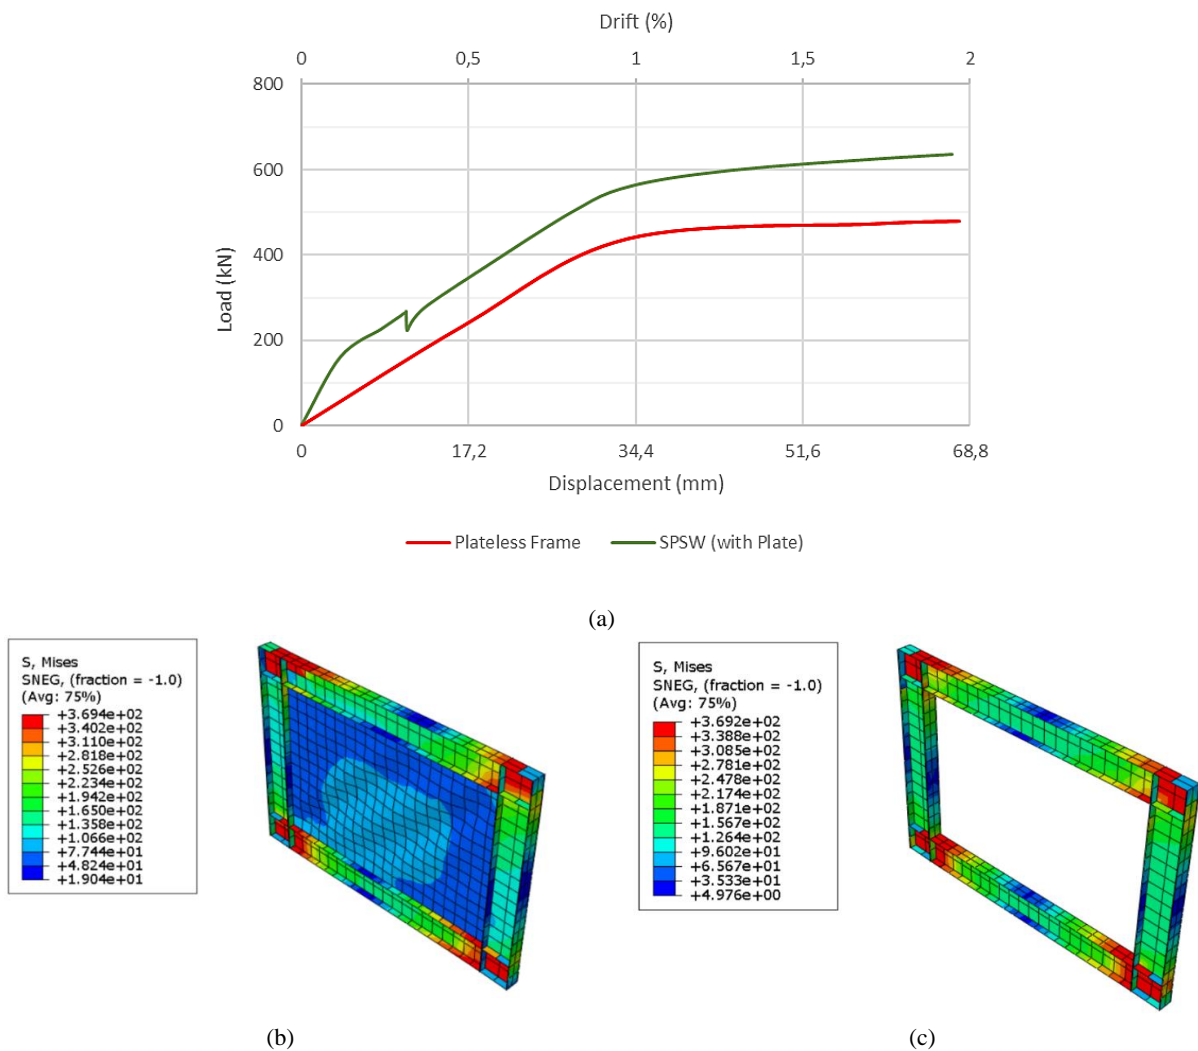 Drift (%)
0 0,5 1 1,5 2
800
600
400
200
0
Load (kN)
0 17,2 34,4 51,6 68,8
Displacement (mm)
Plateless Frame SPSW (with Plate)
(a)
S, Mises
SNEG, (fraction = -1.0)
(Avg: 75%)
+3.694e+02
+3.402e+02
+3.110e+02
+2.818e+02
+2.526e+02
+2.234e+02
+1.942e+02
+1.650e+02
+1.358e+02
+1.066e+02
+7.744e+01
+4.824e+01
+1.904e+01
S, Mises
SNEG, (fraction = -1.0)
(Avg: 75%)
+3.692e+02
+3.388e+02
+3.085e+02
+2.781e+02
+2.478e+02
+2.174e+02
+1.871e+02
+1.567e+02
+1.264e+02
+9.602e+01
+6.567e+01
+3.533e+01
+4.976e+00
(b) (c)